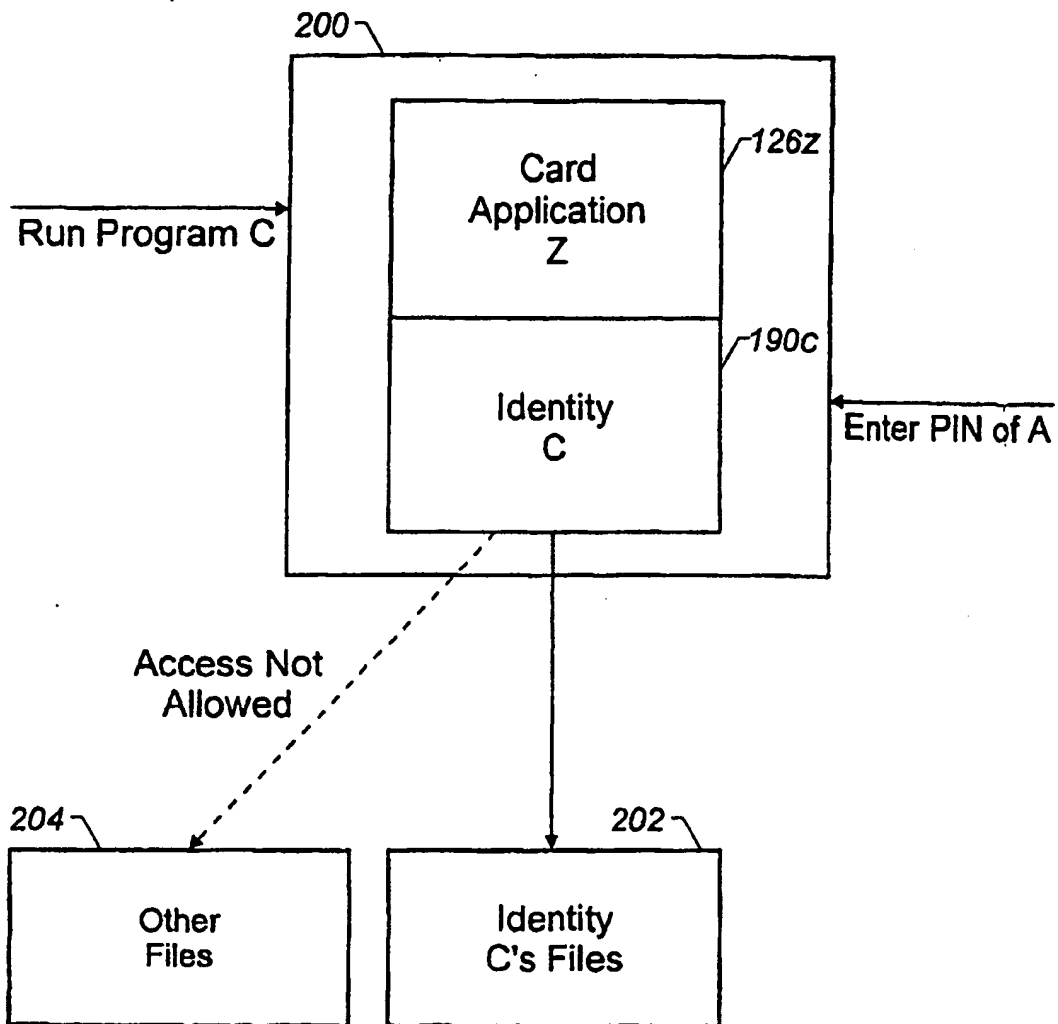 200
Card
Application
Z
126z
Run Program C
190c
Identity
C
Enter PIN of A
Access Not
Allowed
204
202
Other
Files
Identity
C's Files